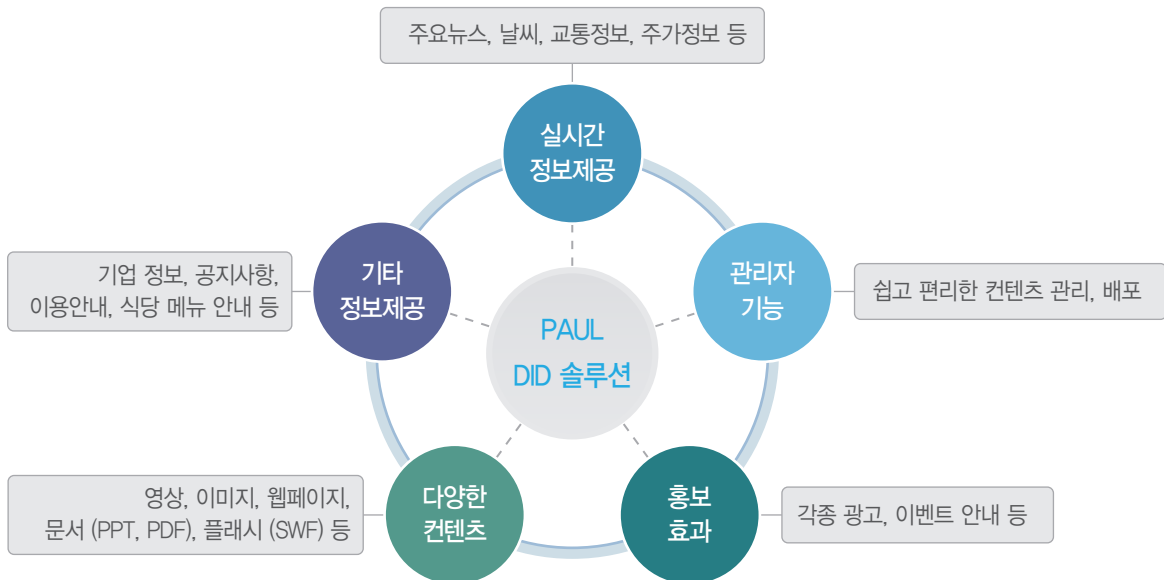 주요뉴스, 날씨, 교통정보, 주가정보 등
실시간
정보제공
기업 정보, 공지사항,
이용안내, 식당 메뉴 안내 등
기타
정보제공
관리자
기능
쉽고 편리한 컨텐츠 관리, 배포
PAUL
DID 솔루션
영상, 이미지, 웹페이지,
문서 (PPT, PDF), 플래시 (SWF) 등
다양한
컨텐츠
홍보
효과
각종 광고, 이벤트 안내 등